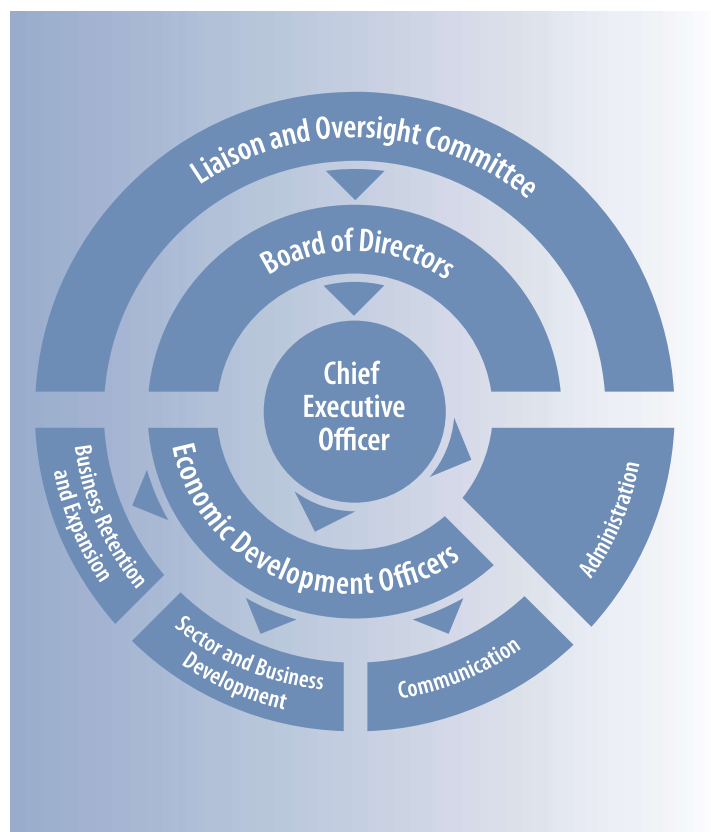 Liaison and Oversight Committee
Board of Directors
Chief
Executive
Officer
Economic Development Officers
Business Retention
and Expansion
Sector and Business
Development
Communication
Administration